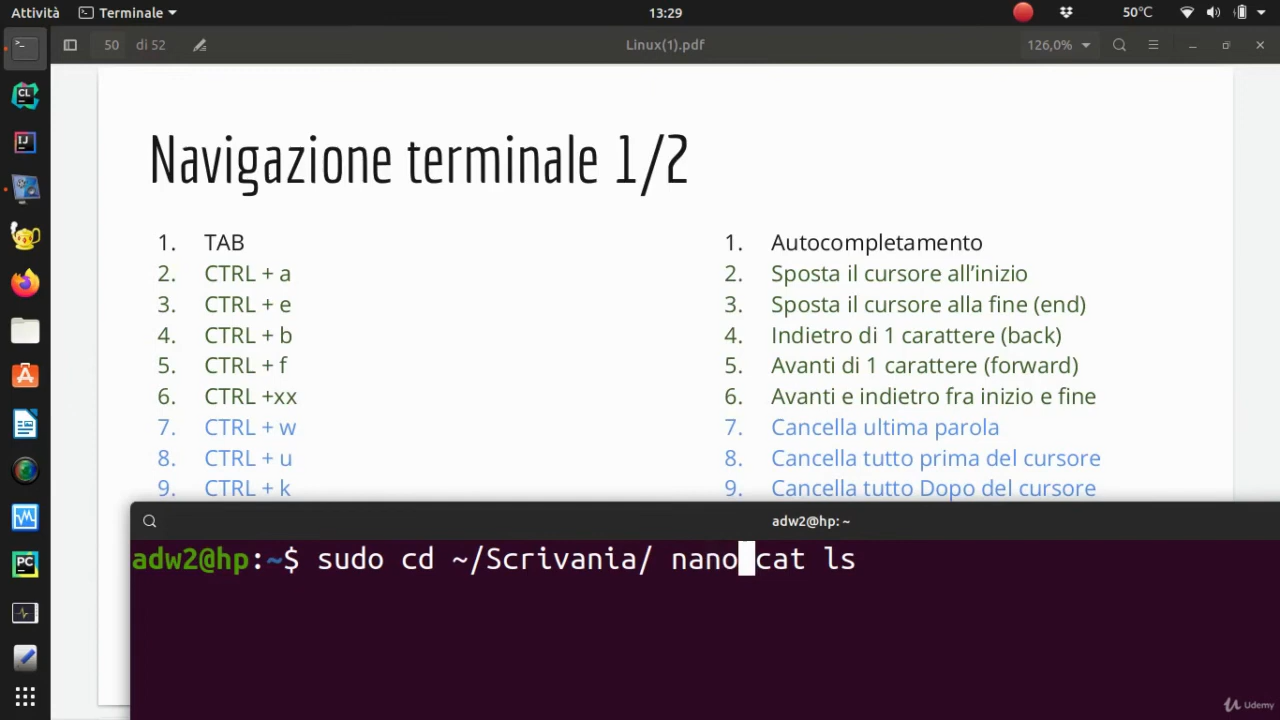 Attività Terminale 13:29 50°C
50 di 52 Linux(1).pdf 126,0%
Navigazione terminale 1/2
1. TAB 1. Autocompletamento
2. CTRL + a 2. Sposta il cursore all'inizio
3. CTRL + e 3. Sposta il cursore alla fine (end)
4. CTRL + b 4. Indietro di 1 carattere (back)
5. CTRL + f 5. Avanti di 1 carattere (forward)
6. CTRL +xx 6. Avanti e indietro fra inizio e fine
7. CTRL + w 7. Cancella ultima parola
8. CTRL + u 8. Cancella tutto prima del cursore
9. CTRL + k 9. Cancella tutto Dopo del cursore
adw2@hp: ~
adw2@hp:~$ sudo cd ~/Scrivania/ nano cat ls
CL
IJ
PC
Udemy